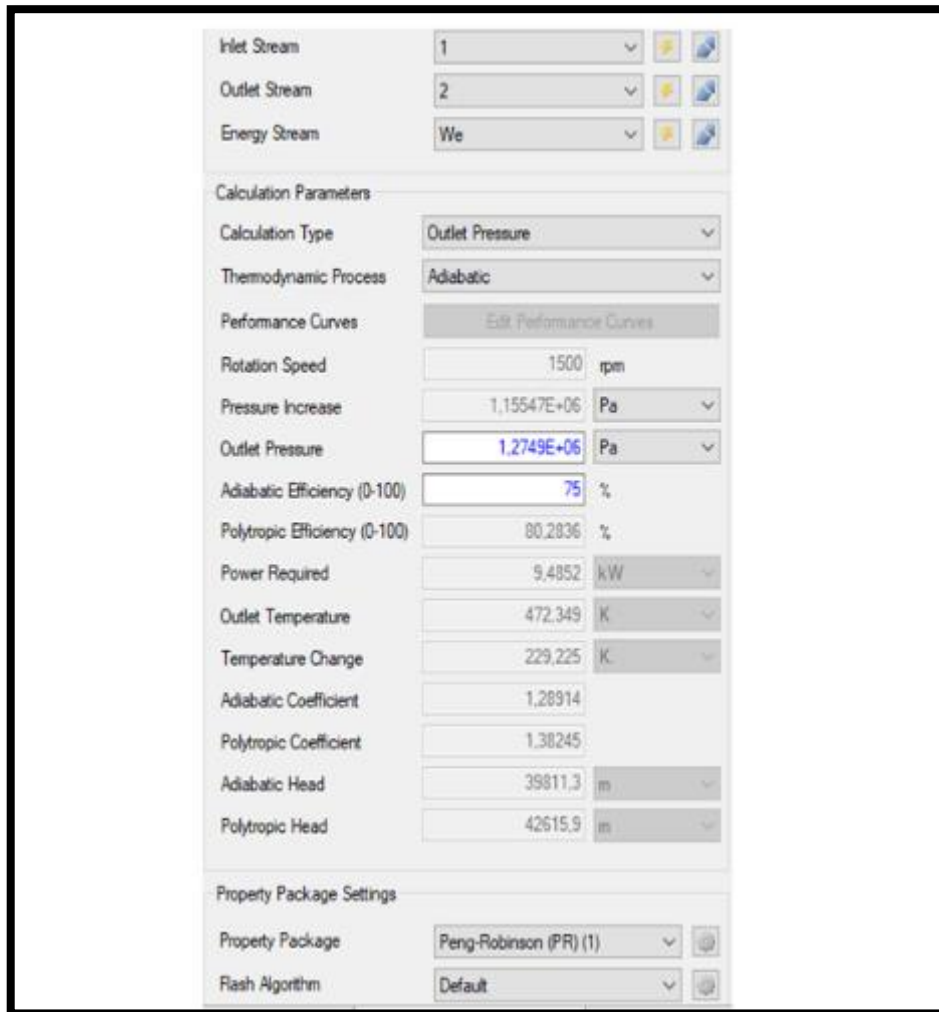 Inlet Stream 1
Outlet Stream 2
Energy Stream We
Calculation Parameters
Calculation Type Outlet Pressure
Thermodynamic Process Adiabatic
Performance Curves Edit Performance Curves
Rotation Speed 1500 rpm
Pressure Increase 1,15547E+06 Pa
Outlet Pressure 1,2749E+06 Pa
Adiabatic Efficiency (0-100) 75 %
Polytropic Efficiency (0-100) 80,2836 %
Power Required 9,4852 kW
Outlet Temperature 472,349 K
Temperature Change 229,225 K.
Adiabatic Coefficient 1,28914
Polytropic Coefficient 1,38245
Adiabatic Head 39811,3 m
Polytropic Head 42615,9 m
Property Package Settings
Property Package Peng-Robinson (PR) (1)
Flash Algorithm Default